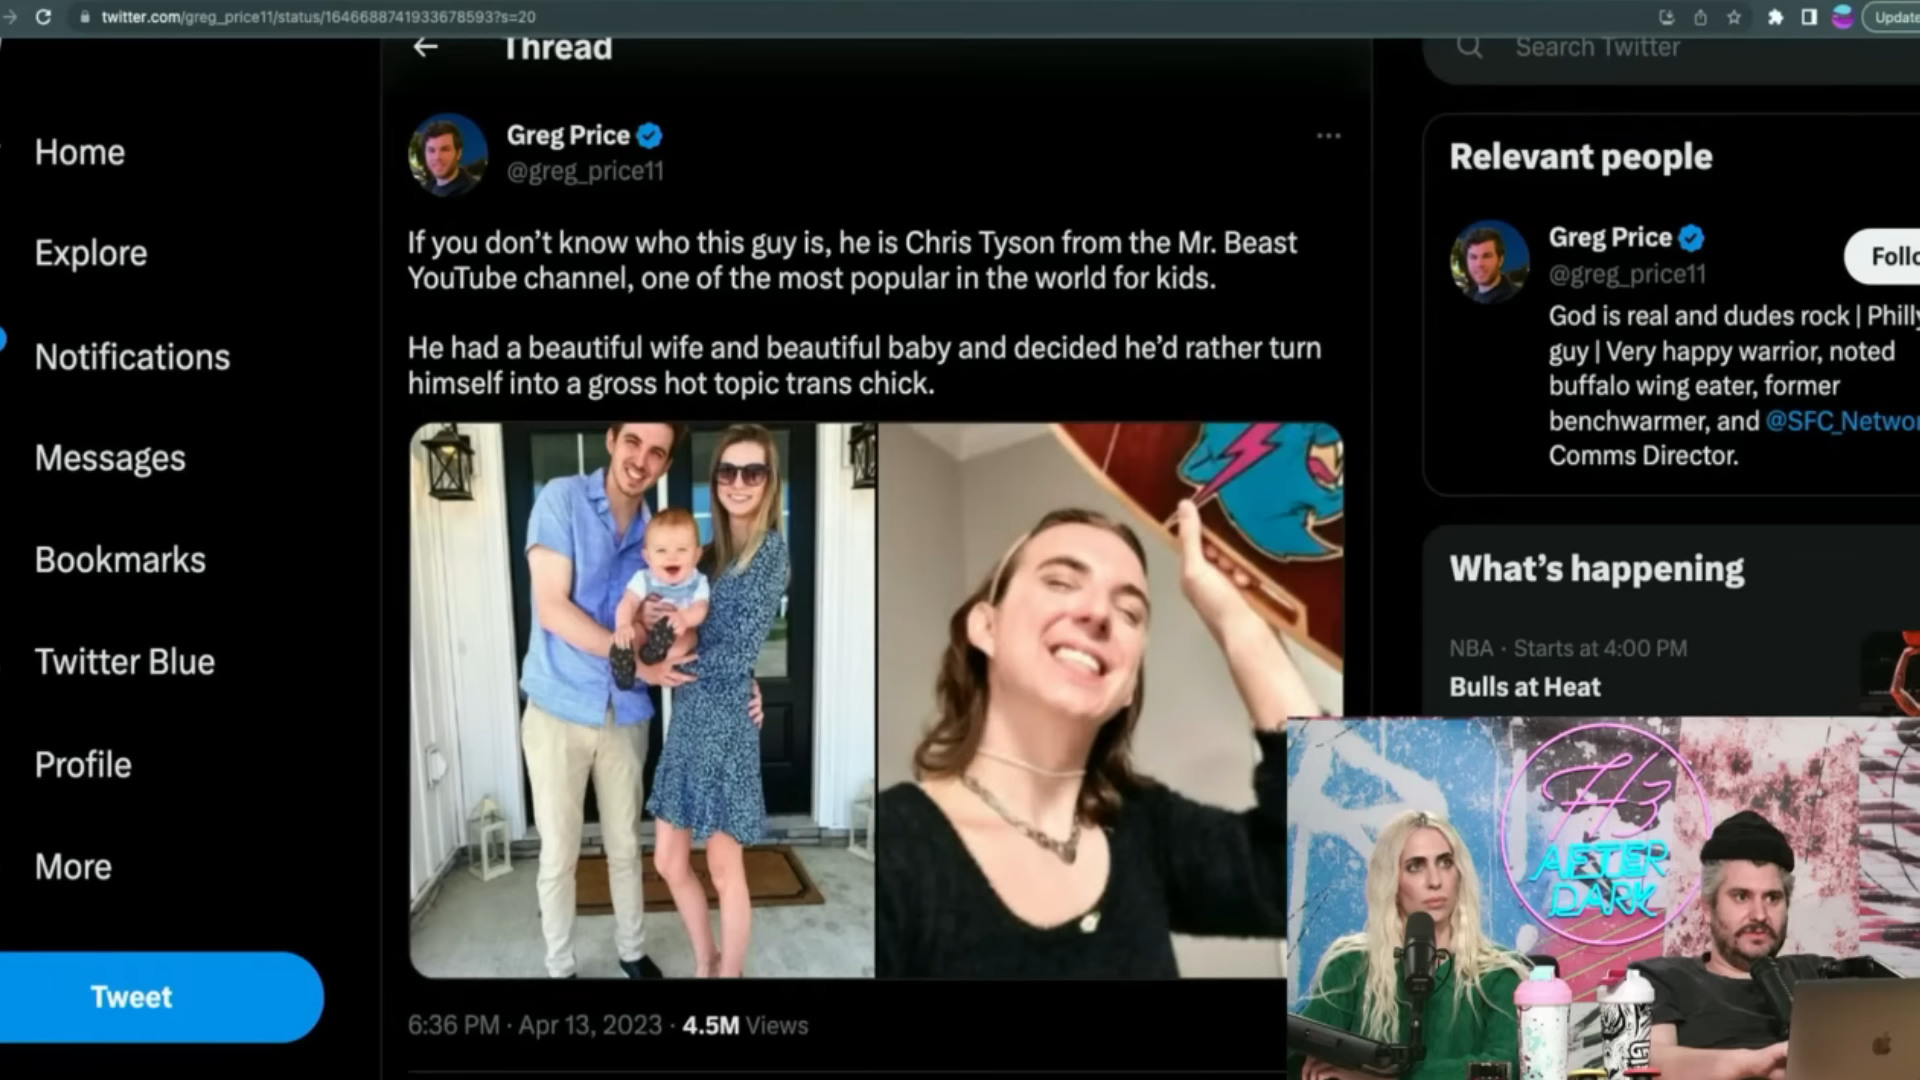 twitter.com/greg_price11/status/1646688741933678593?s=20
Update
Thread
Search Twitter
Home
Explore
Notifications
Messages
Bookmarks
Twitter Blue
Profile
More
Tweet
Greg Price
@greg_price11
If you don't know who this guy is, he is Chris Tyson from the Mr. Beast
YouTube channel, one of the most popular in the world for kids.
He had a beautiful wife and beautiful baby and decided he'd rather turn
himself into a gross hot topic trans chick.
6:36 PM · Apr 13, 2023 · 4.5M Views
Relevant people
Greg Price
@greg_price11
Follo
God is real and dudes rock | Philly
guy | Very happy warrior, noted
buffalo wing eater, former
benchwarmer, and @SFC_Networ
Comms Director.
What's happening
NBA · Starts at 4:00 PM
Bulls at Heat
H3
AFTER
DARK